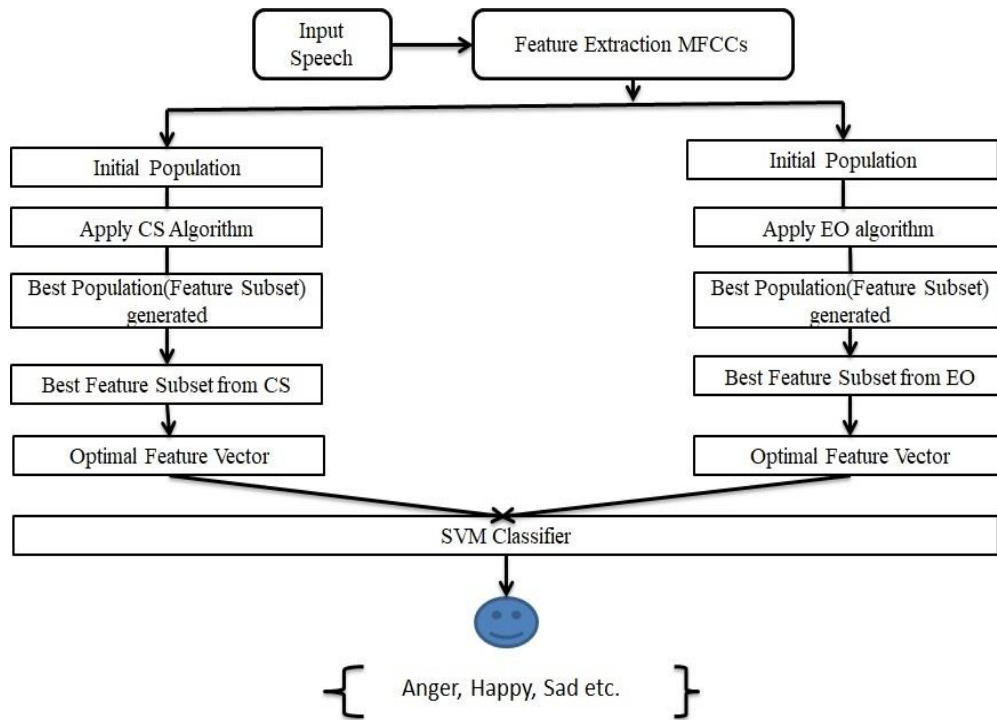 Input
Speech
Feature Extraction MFCCs
Initial Population
Apply CS Algorithm
Best Population(Feature Subset)
generated
Best Feature Subset from CS
Optimal Feature Vector
Initial Population
Apply EO algorithm
Best Population(Feature Subset)
generated
Best Feature Subset from EO
Optimal Feature Vector
SVM Classifier
{ Anger, Happy, Sad etc. }